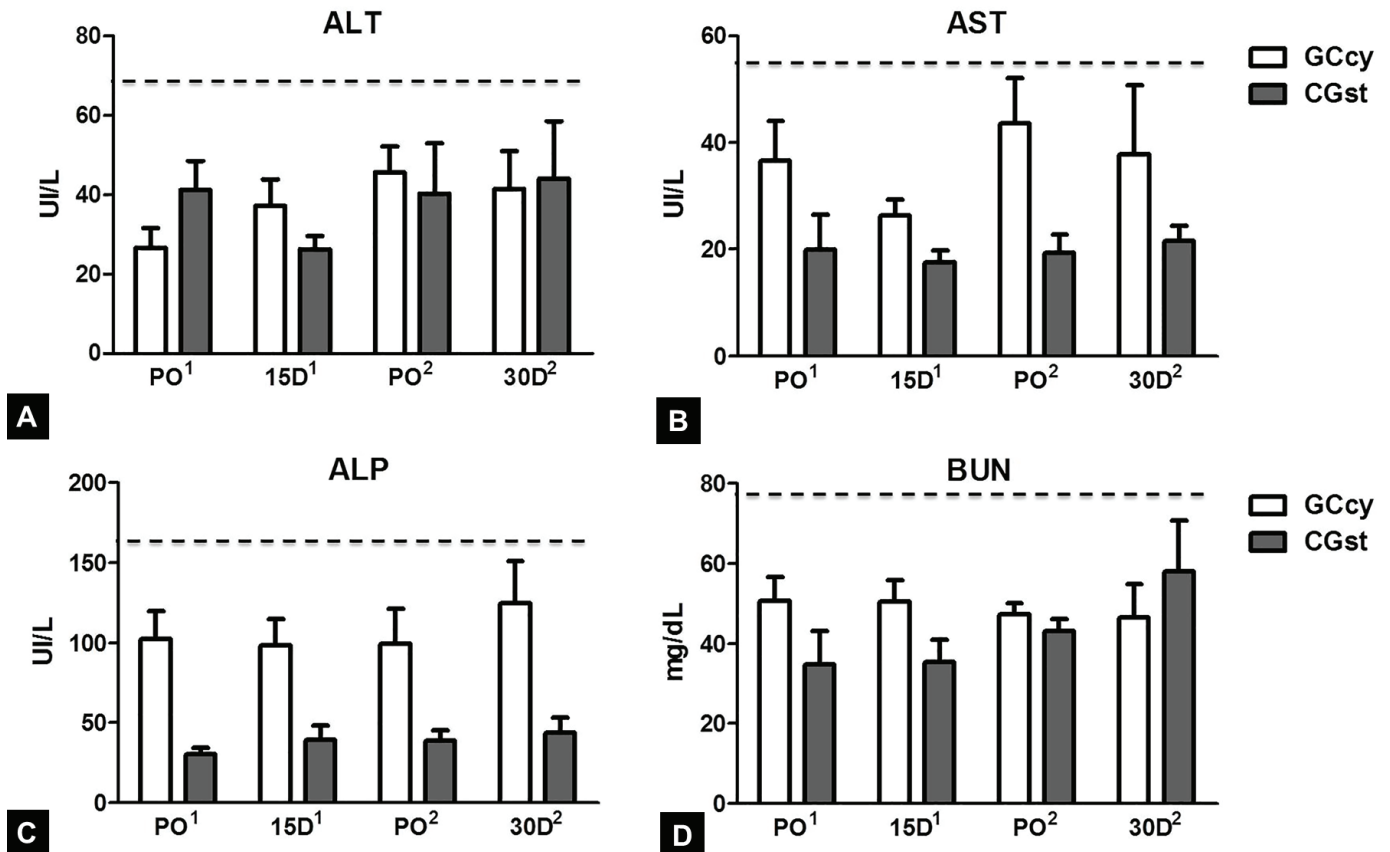 ALT
80
60
40
20
0
UI/L
PO¹ 15D¹ PO² 30D²
A
AST
60
40
20
0
UI/L
PO¹ 15D¹ PO² 30D²
B
GCcy
CGst
ALP
200
150
100
50
0
UI/L
PO¹ 15D¹ PO² 30D²
C
BUN
80
60
40
20
0
mg/dL
PO¹ 15D¹ PO² 30D²
D
GCcy
CGst